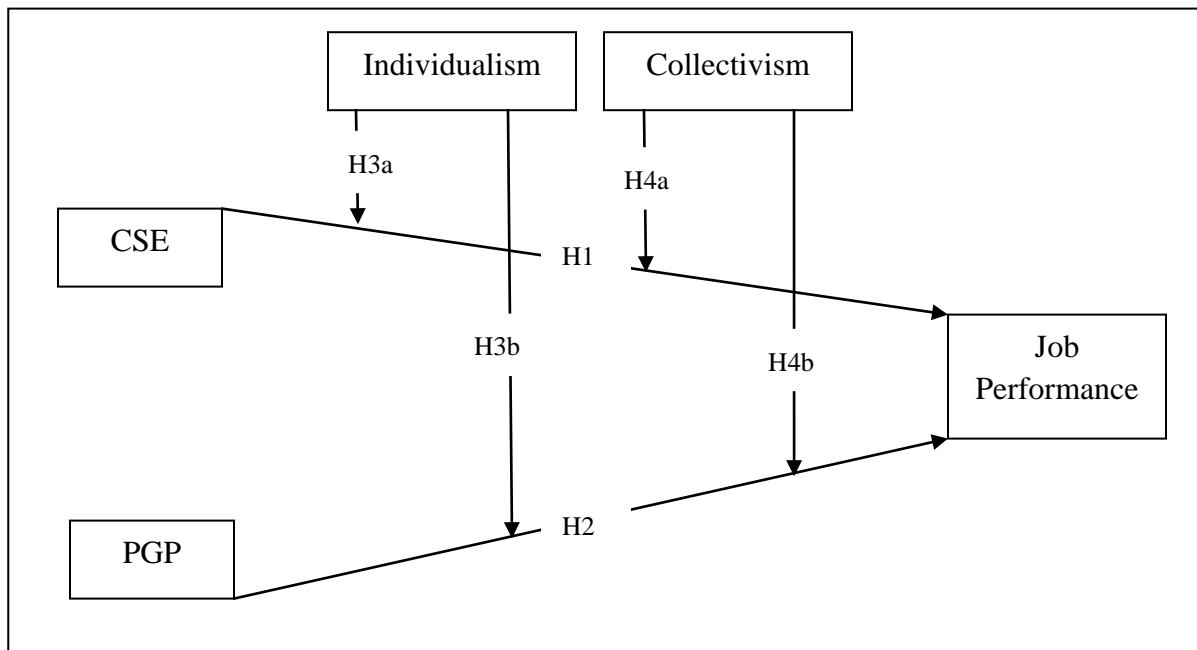 Individualism
Collectivism
H3a
H4a
CSE
H1
H3b
H4b
Job
Performance
H2
PGP